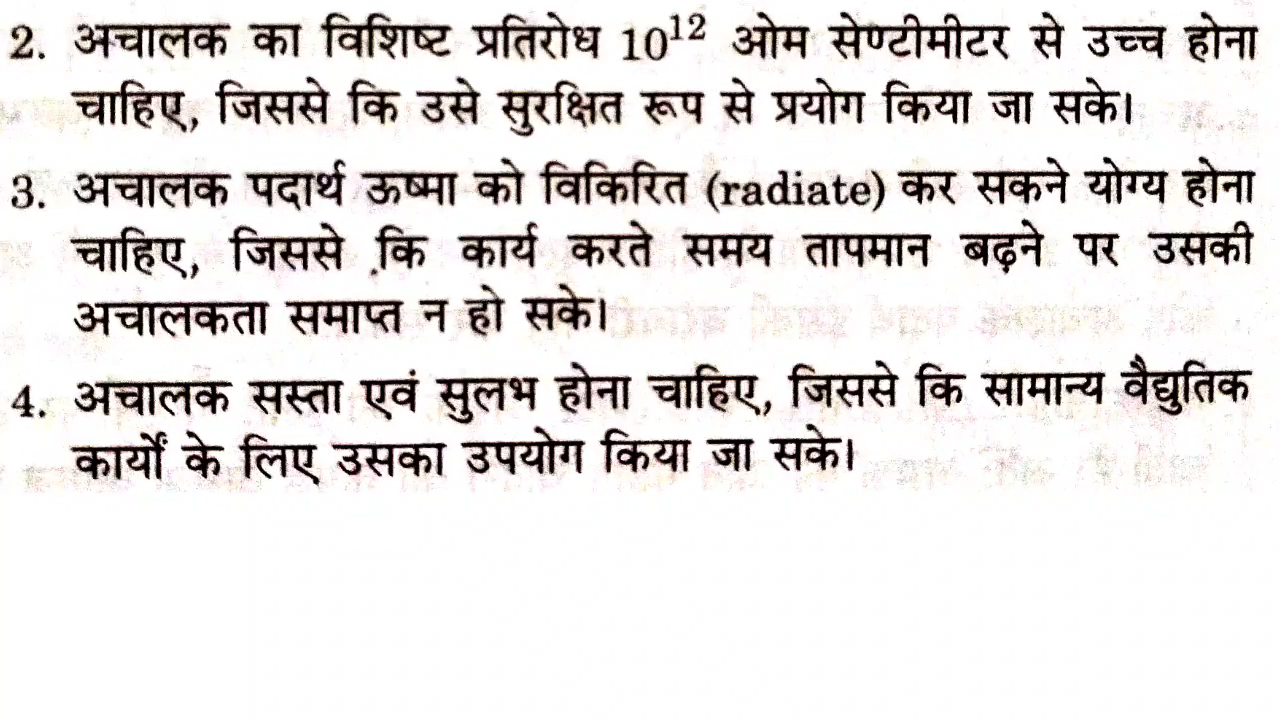 2. अचालक का विशिष्ट प्रतिरोध 10¹² ओम सेण्टीमीटर से उच्च होना
चाहिए, जिससे कि उसे सुरक्षित रूप से प्रयोग किया जा सके।
3. अचालक पदार्थ ऊष्मा को विकिरित (radiate) कर सकने योग्य होना
चाहिए, जिससे कि कार्य करते समय तापमान बढ़ने पर उसकी
अचालकता समाप्त न हो सके।
4. अचालक सस्ता एवं सुलभ होना चाहिए, जिससे कि सामान्य वैद्युतिक
कार्यों के लिए उसका उपयोग किया जा सके।